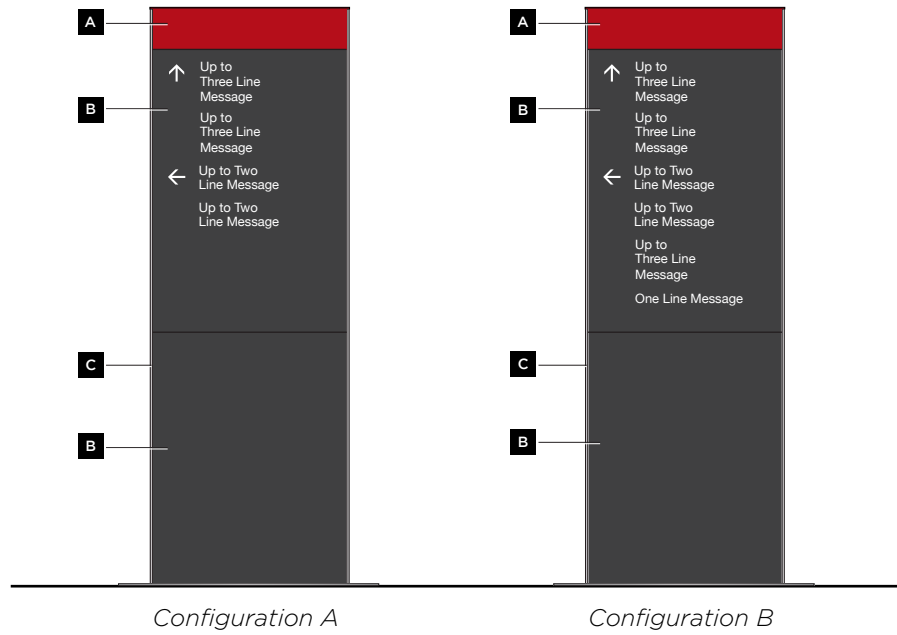 A
↑ Up to
Three Line
Message
B
Up to
Three Line
Message
← Up to Two
Line Message
Up to Two
Line Message
C
B
Configuration A
A
↑ Up to
Three Line
Message
B
Up to
Three Line
Message
← Up to Two
Line Message
Up to Two
Line Message
Up to
Three Line
Message
One Line Message
C
B
Configuration B